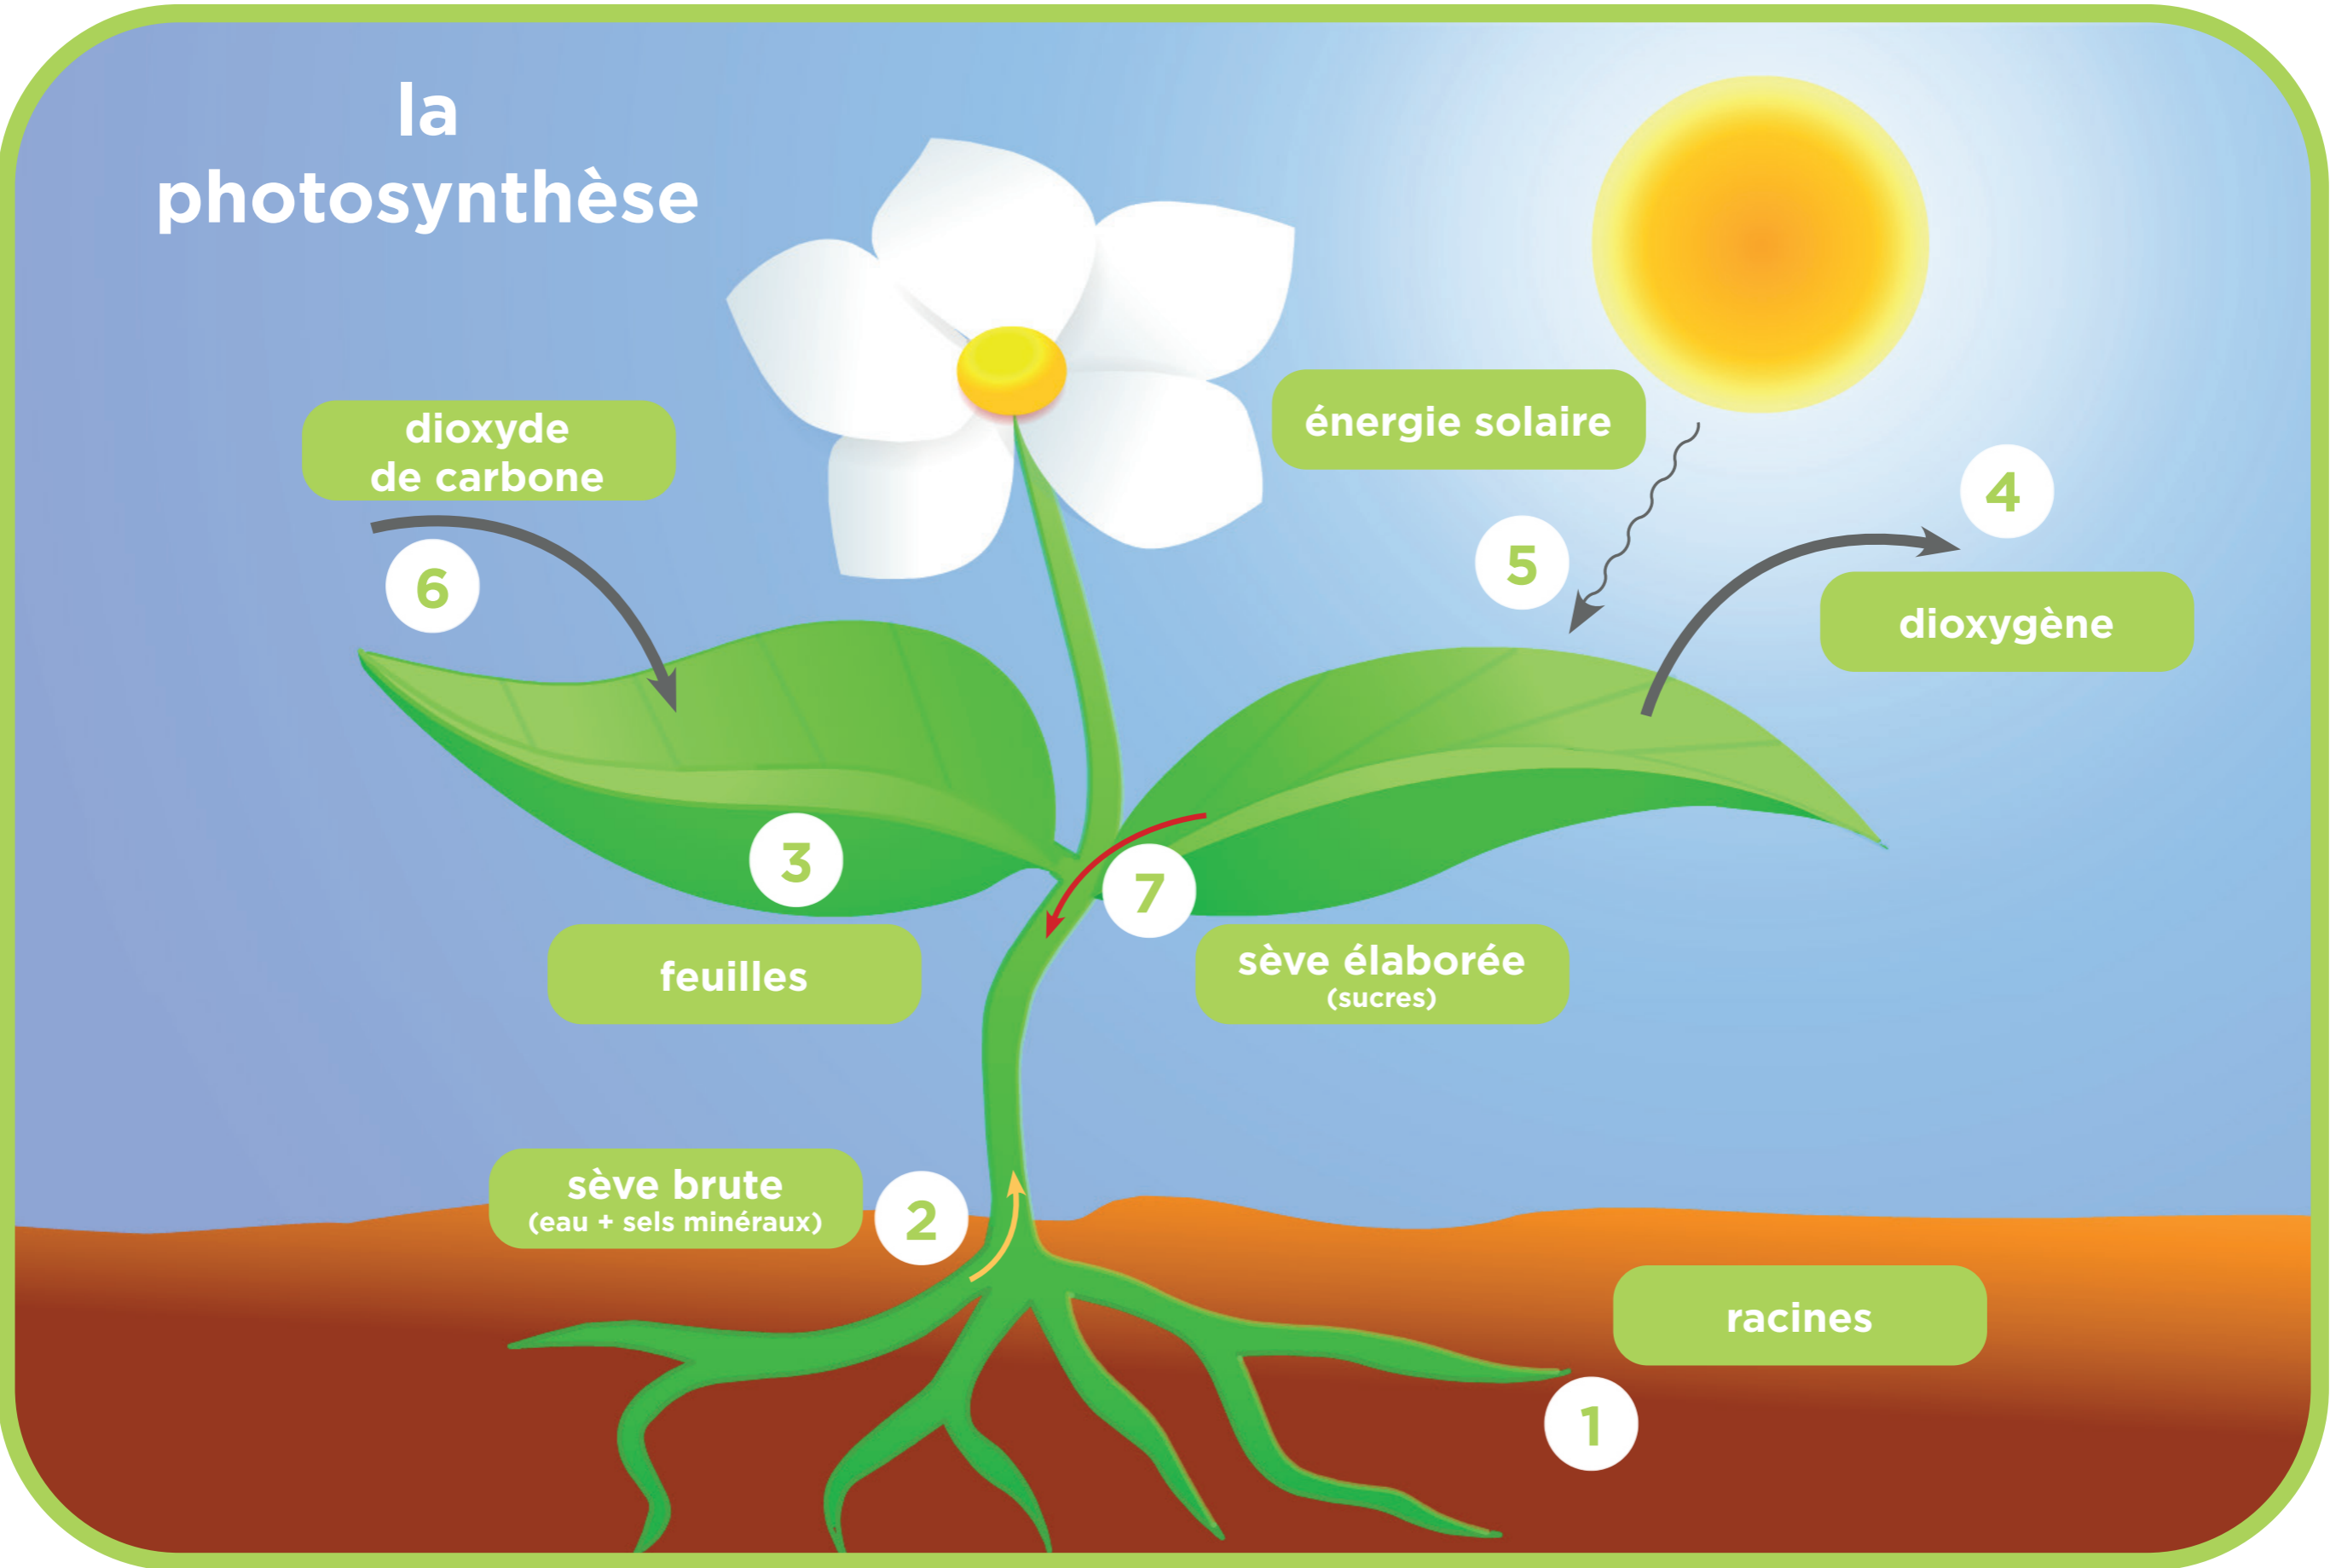 la
photosynthèse
dioxyde
de carbone
6
énergie solaire
5
4
dioxygène
3
feuilles
7
sève élaborée
(sucres)
sève brute
(eau + sels minéraux)
2
racines
1